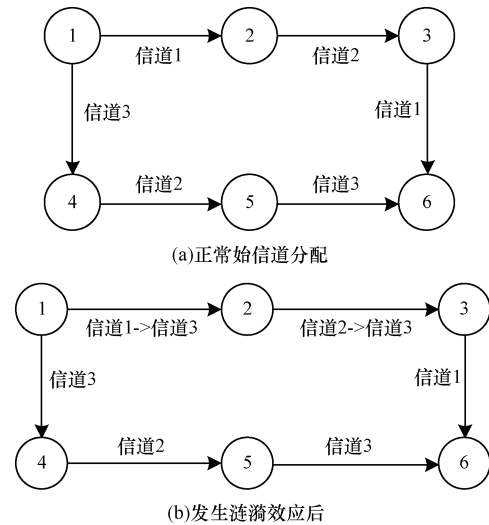 1
信道1
2
信道2
3
信道3
信道1
4
信道2
5
信道3
6
(a)正常始信道分配
1
信道1->信道3
2
信道2->信道3
3
信道3
信道1
4
信道2
5
信道3
6
(b)发生涟漪效应后